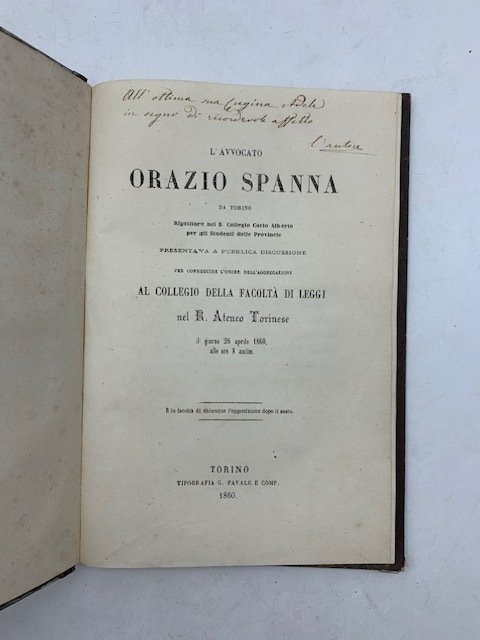 All' ottima sua Cugina Adele
in segno di ricordevole affetto
l'autore
L'AVVOCATO
ORAZIO SPANNA
DA TORINO
Ripetitore nel R. Collegio Carlo Alberto
per gli Studenti delle Provincie
PRESENTAVA A PUBBLICA DISCUSSIONE
PER CONSEGUIRE L'ONORE DELL'AGGREGAZIONE
AL COLLEGIO DELLA FACOLTÀ DI LEGGI
nel R. Ateneo Torinese
il giorno 26 aprile 1860,
alle ore 8 antim.
È in facoltà di chiunque l'opposizione dopo il sesto.
TORINO
TIPOGRAFIA G. FAVALE E COMP.
1860.